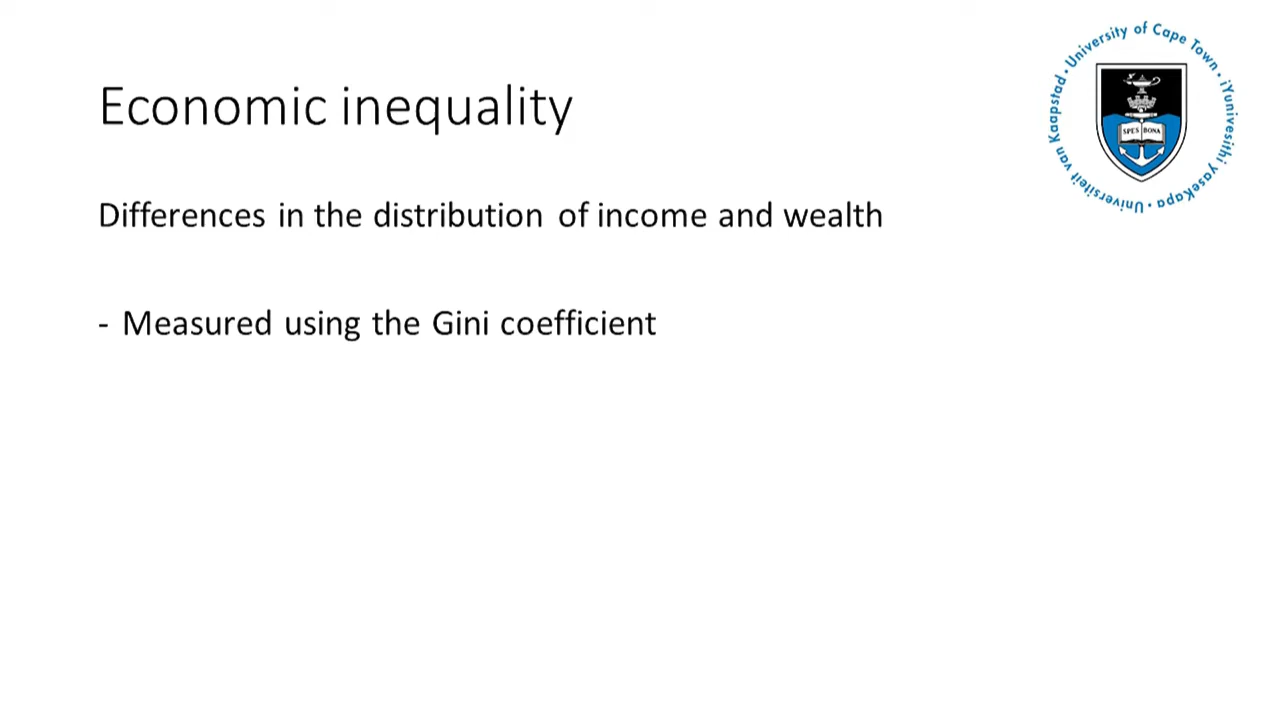 Economic inequality
Differences in the distribution of income and wealth
- Measured using the Gini coefficient
University of Cape Town · iYunivesithi yaseKapa · Universiteit van Kaapstad ·
SPES BONA